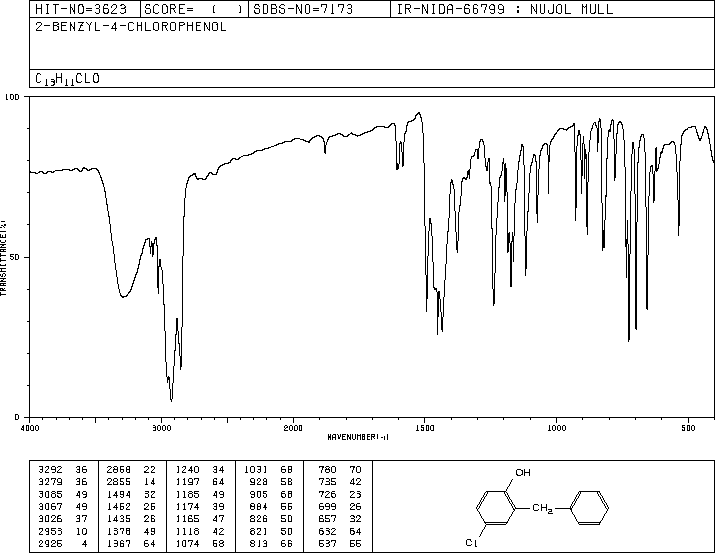 HIT-NO=3623 SCORE= ( ) SDBS-NO=7173 IR-NIDA-66799 : NUJOL MULL
2-BENZYL-4-CHLOROPHENOL
C13H11CLO
100
50
0
TRANSMITTANCE(%)
4000 3000 2000 1500 1000 500
WAVENUMBER(-1)
3292 36 2868 22 1240 34 1031 68 780 70
3279 36 2855 14 1197 64 928 58 735 42
3085 49 1494 32 1185 49 905 68 726 23
3067 49 1462 26 1174 39 884 55 699 26
3026 37 1435 26 1165 47 826 50 657 32
2953 10 1378 49 1118 42 821 50 632 64
2925 4 1367 64 1074 58 813 66 537 55
OH
CH2
Cl